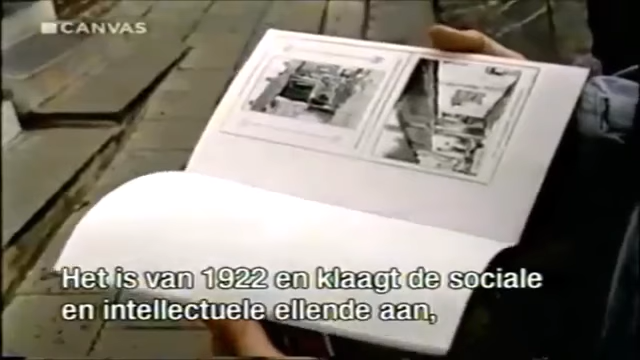 CANVAS
Het is van 1922 en klaagt de sociale
en intellectuele ellende aan,